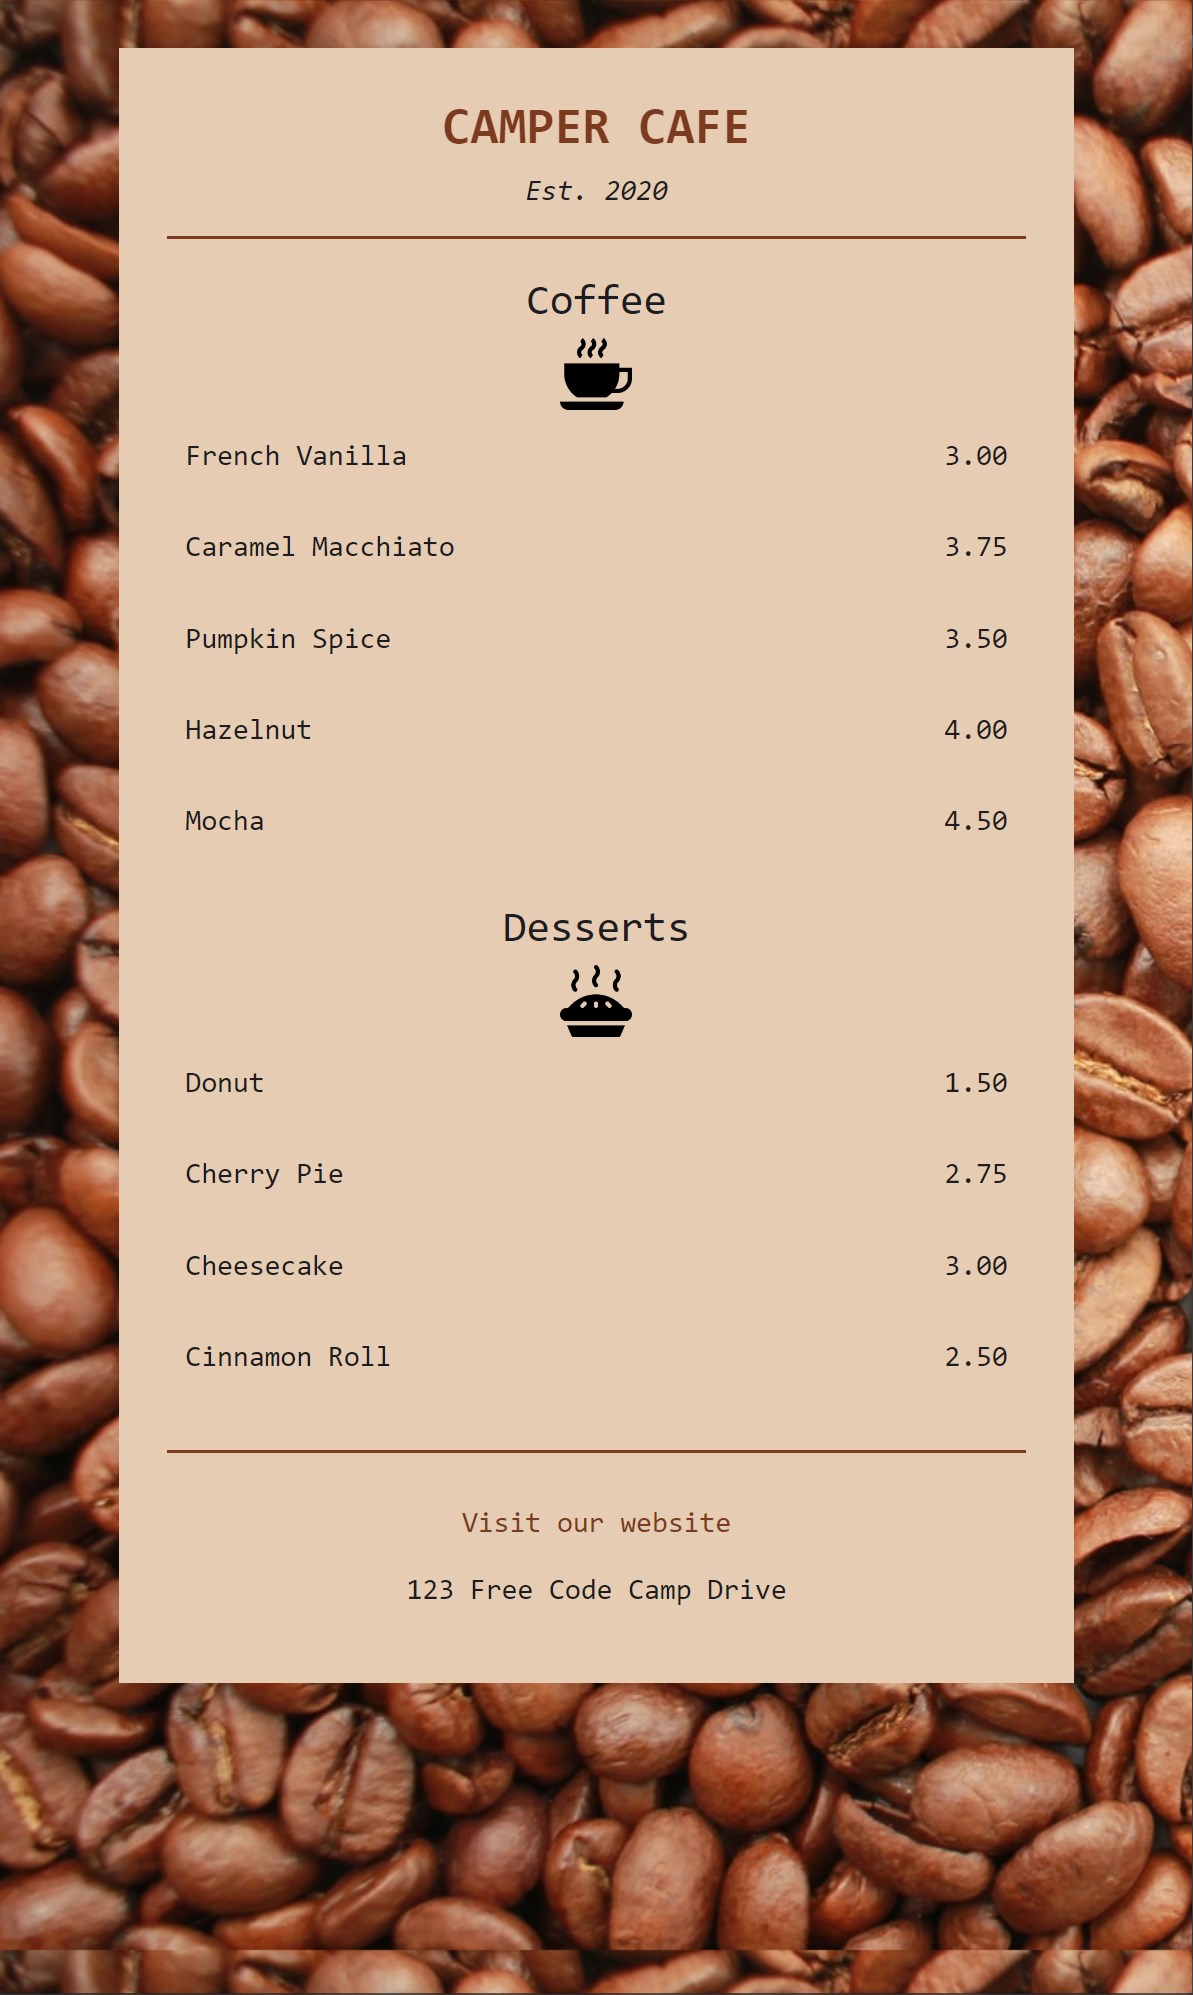 CAMPER CAFE
Est. 2020
Coffee
French Vanilla 3.00
Caramel Macchiato 3.75
Pumpkin Spice 3.50
Hazelnut 4.00
Mocha 4.50
Desserts
Donut 1.50
Cherry Pie 2.75
Cheesecake 3.00
Cinnamon Roll 2.50
Visit our website
123 Free Code Camp Drive